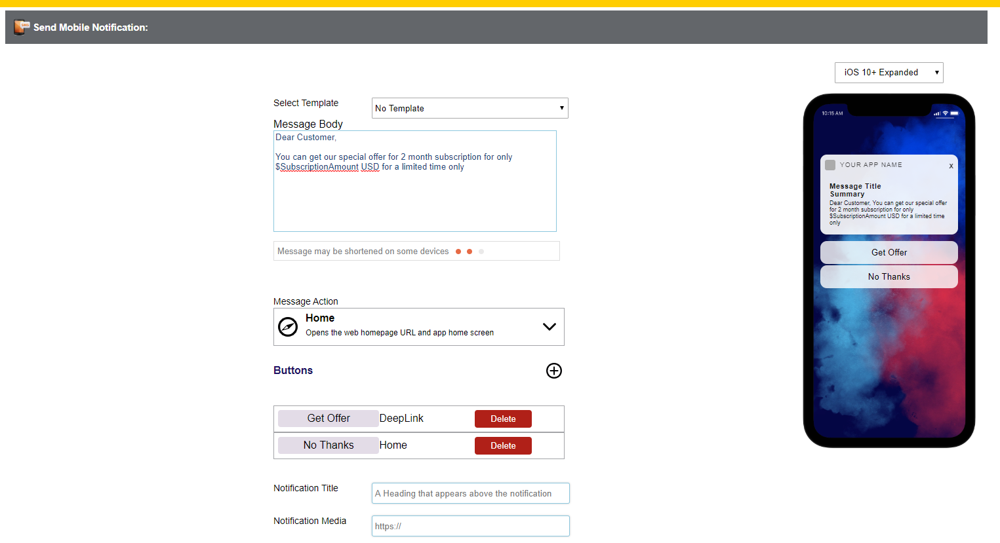 Send Mobile Notification:
iOS 10+ Expanded
Select Template
No Template
Message Body
Dear Customer,
You can get our special offer for 2 month subscription for only
$SubscriptionAmount USD for a limited time only
Message may be shortened on some devices
Message Action
Home
Opens the web homepage URL and app home screen
Buttons
Get Offer DeepLink Delete
No Thanks Home Delete
Notification Title
A Heading that appears above the notification
Notification Media
https://
10:15 AM
YOUR APP NAME x
Message Title
Summary
Dear Customer, You can get our special offer
for 2 month subscription for only
$SubscriptionAmount USD for a limited time
only
Get Offer
No Thanks